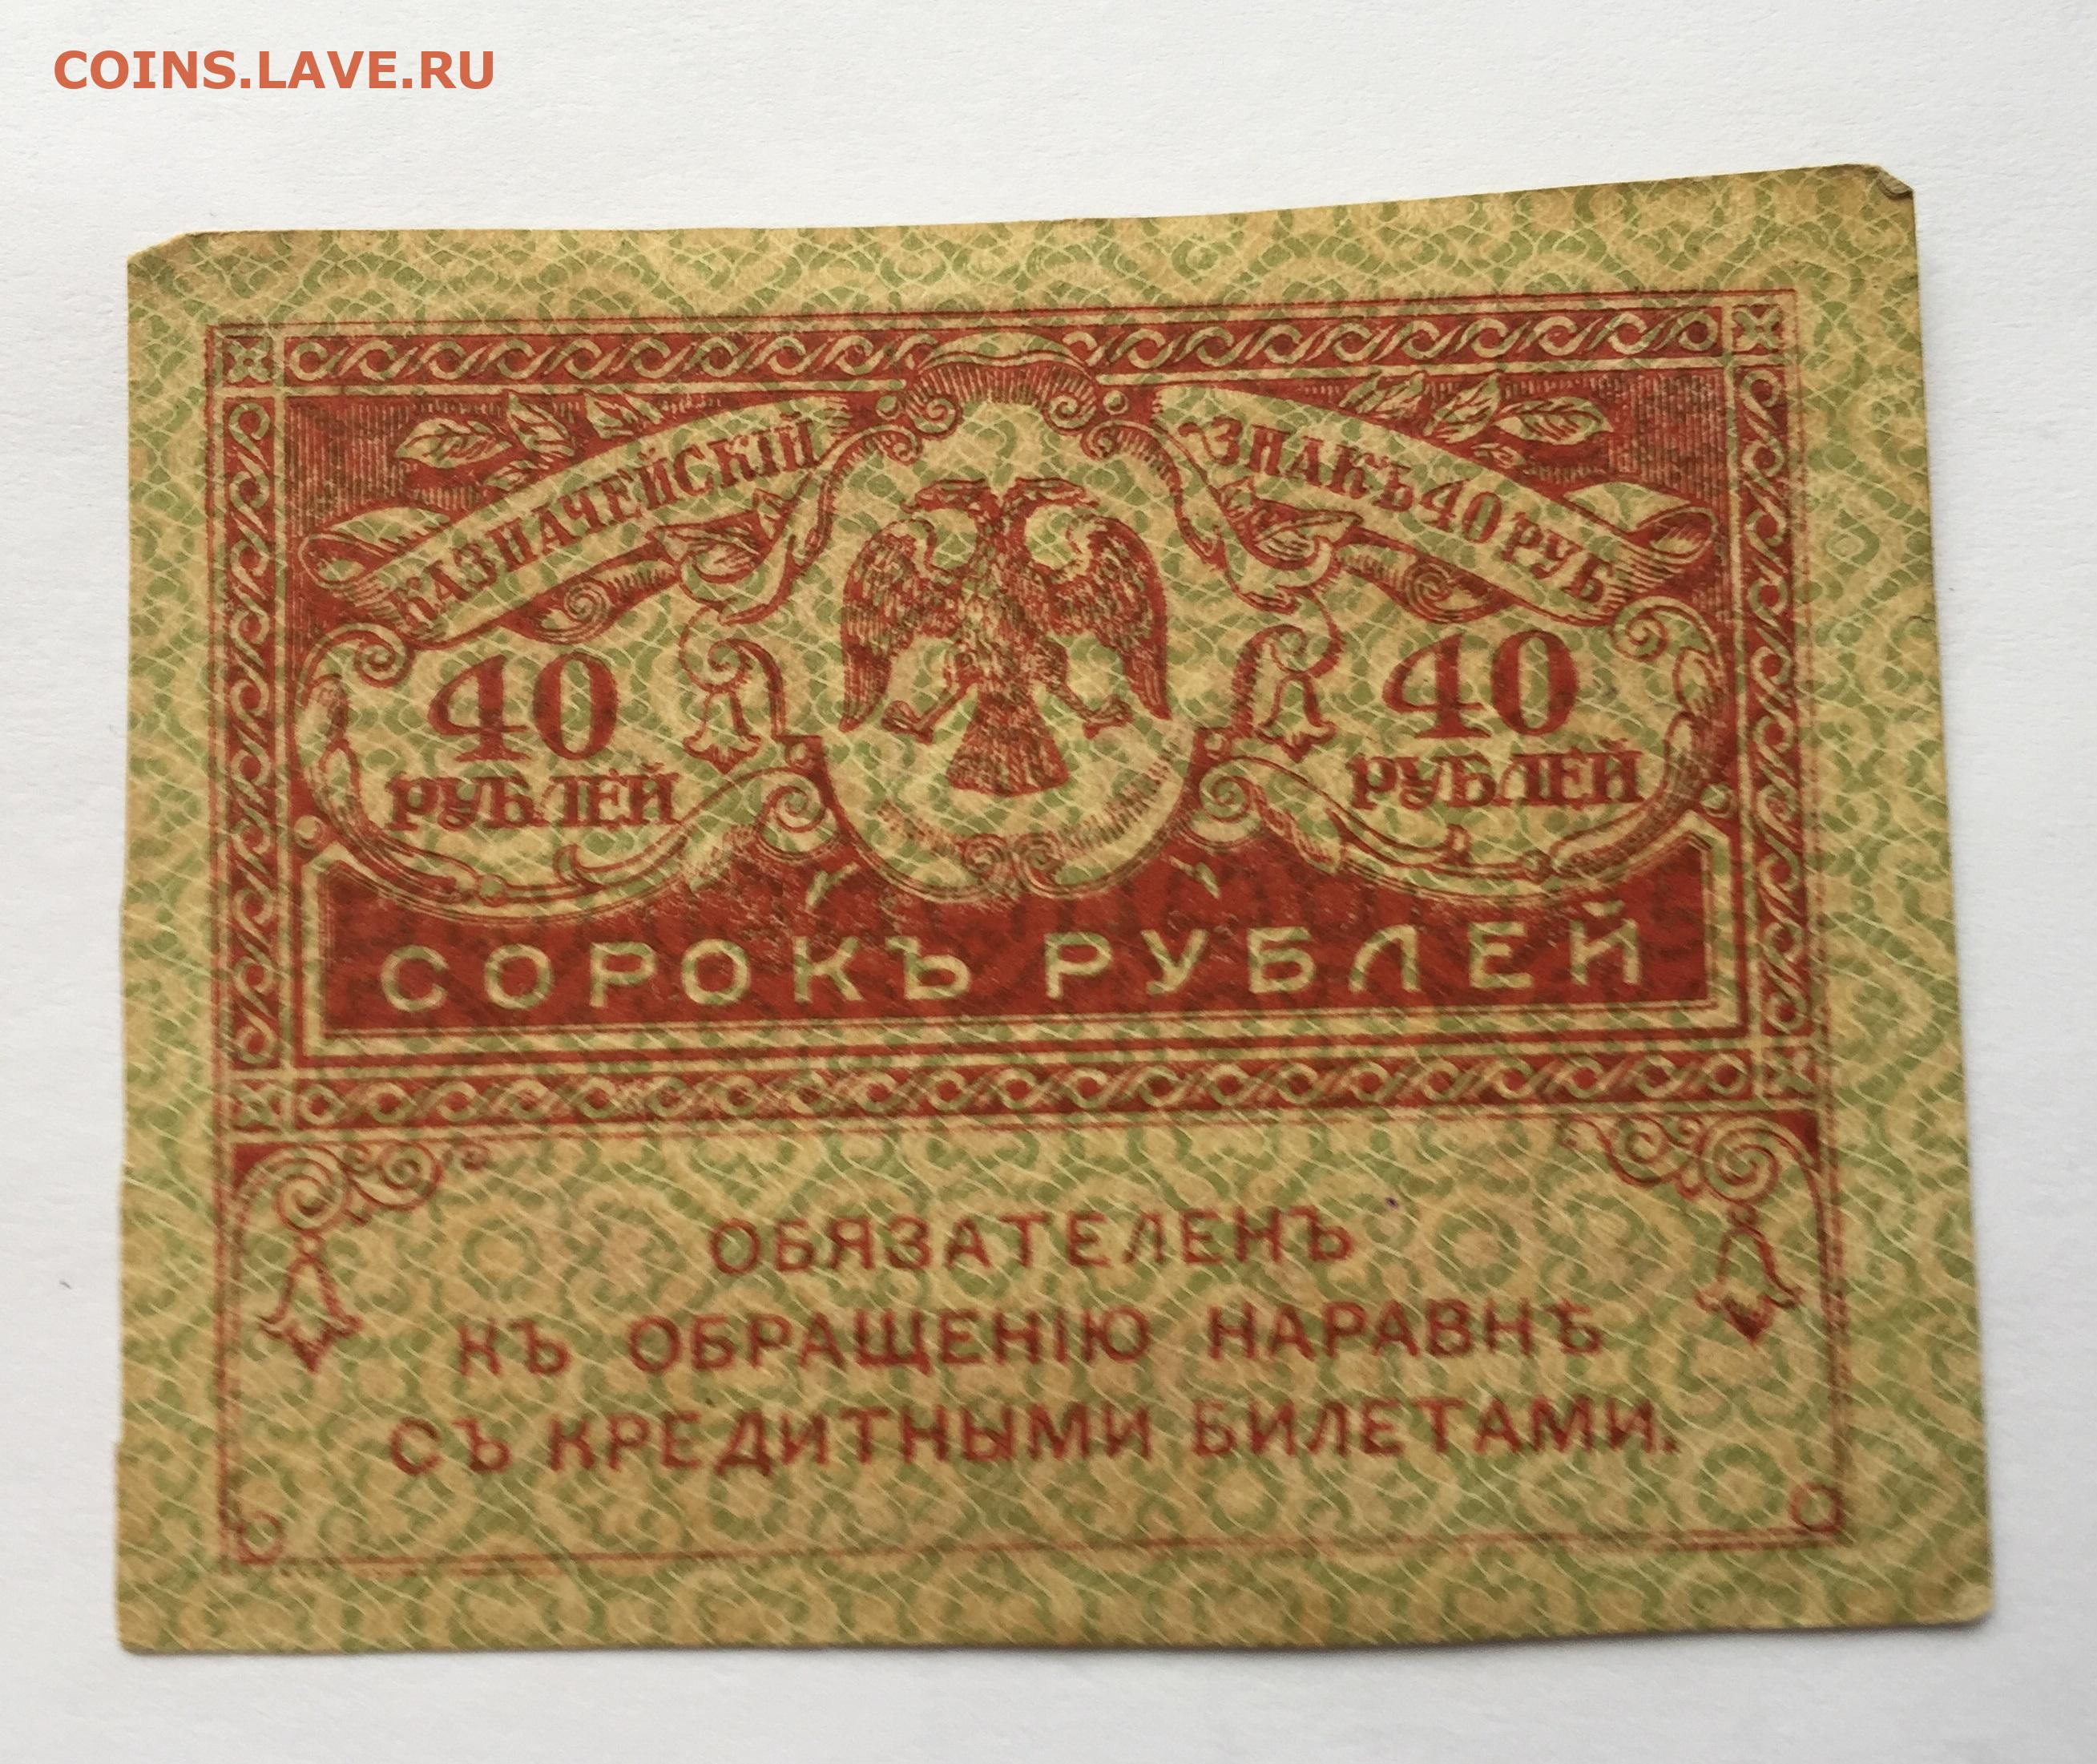 COINS.LAVE.RU
КАЗНАЧЕЙСКІЙ ЗНАКЪ 40 РУБ
40 40
РУБЛЕЙ РУБЛЕЙ
СОРОКЪ РУБЛЕЙ
ОБЯЗАТЕЛЕНЪ
КЪ ОБРАЩЕНІЮ НАРАВНѢ
СЪ КРЕДИТНЫМИ БИЛЕТАМИ.